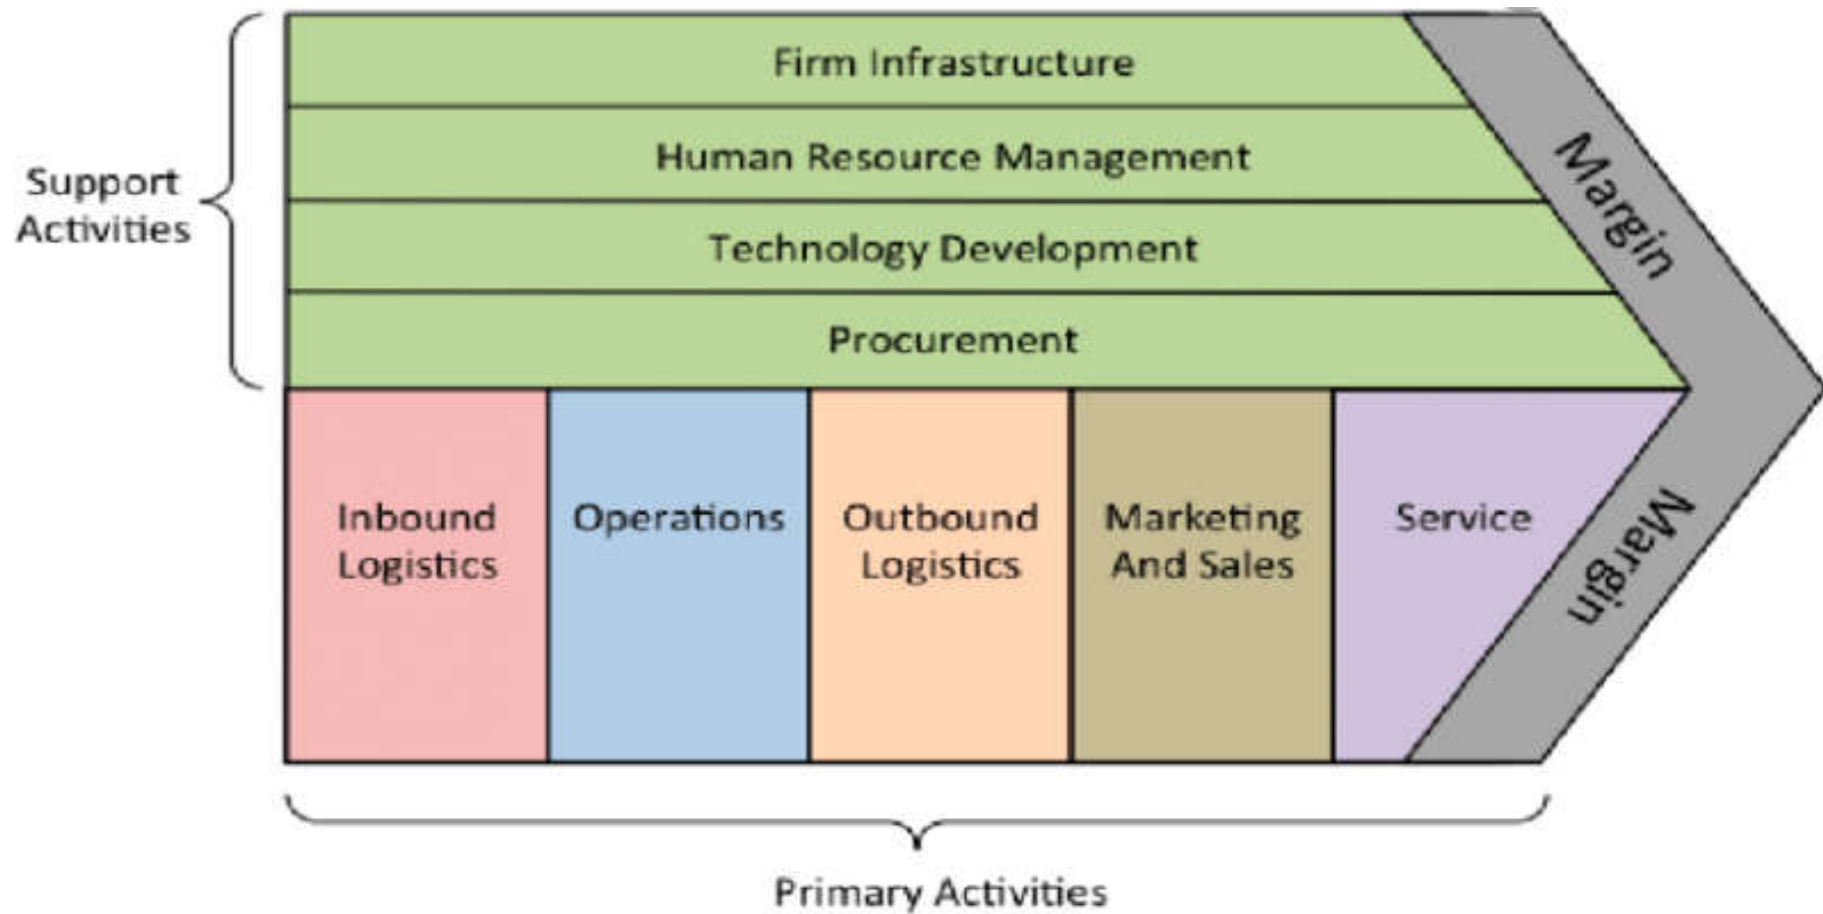 Firm Infrastructure
Human Resource Management
Technology Development
Procurement
Support
Activities
Margin
Inbound
Logistics
Operations
Outbound
Logistics
Marketing
And Sales
Service
Margin
Primary Activities